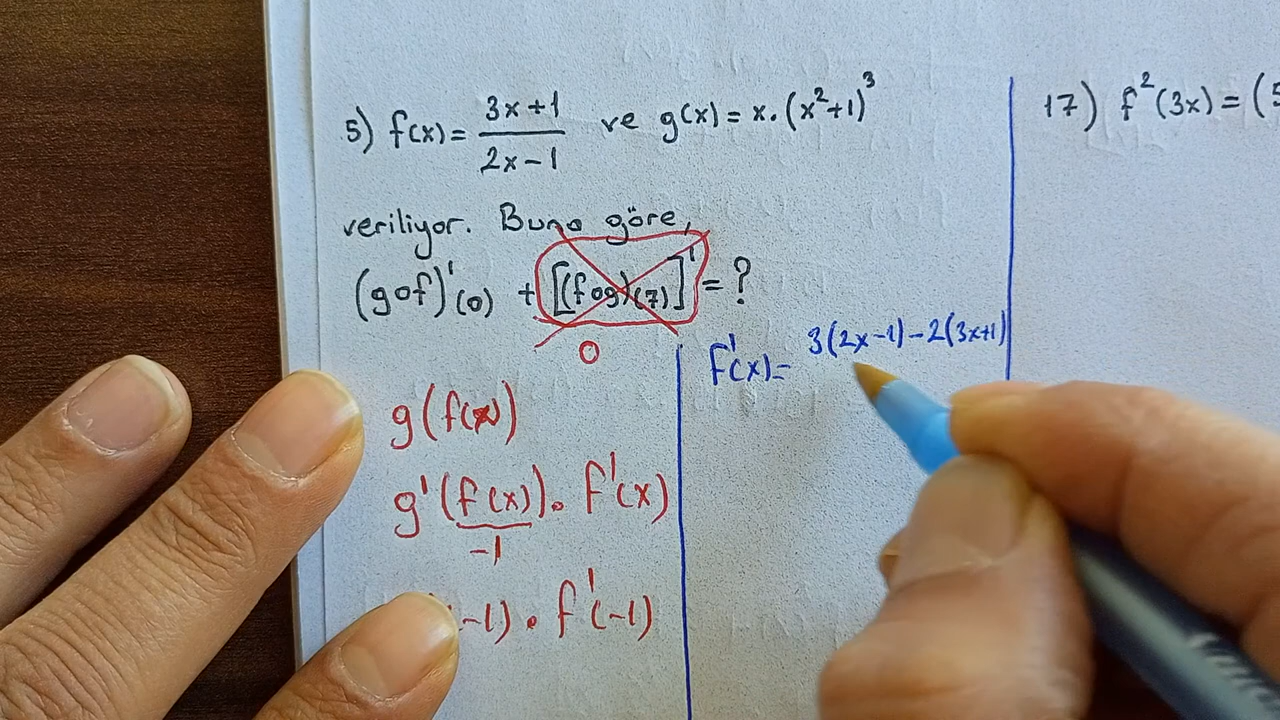 5) f(x) = (3x+1)/(2x-1) ve g(x) = x.(x²+1)³
veriliyor. Buna göre,
(gof)'(0) + [(fog)(7)]' = ?
0
g(f(x))
g'(f(x)). f'(x)
-1
-1) . f'(-1)
f'(x) = 3(2x-1)-2(3x+1)
17) f²(3x) = (5